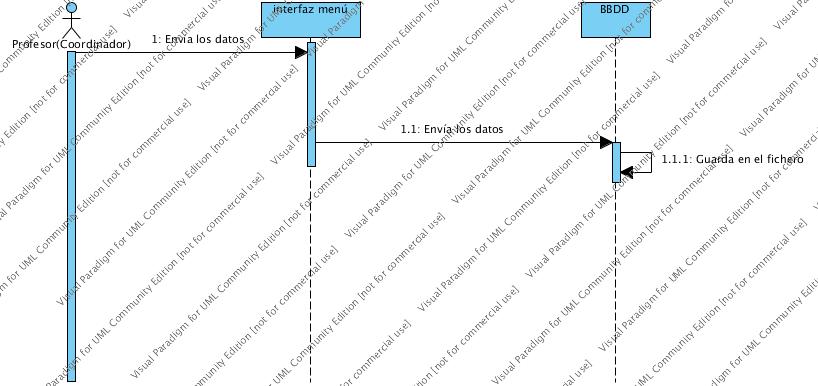 interfaz menú
BBDD
Profesor(Coordinador)
1: Envía los datos
1.1: Envía los datos
1.1.1: Guarda en el fichero
Visual Paradigm for UML Community Edition [not for commercial use]